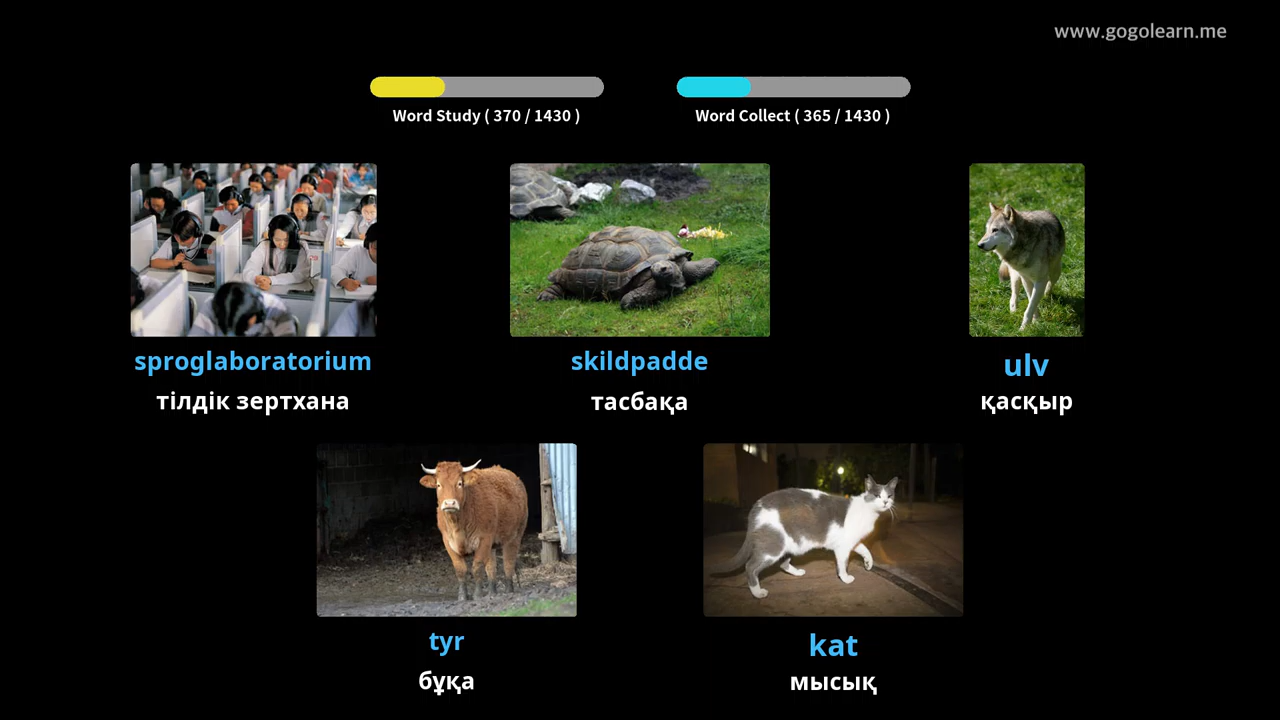 www.gogolearn.me
Word Study ( 370 / 1430 )
Word Collect ( 365 / 1430 )
sproglaboratorium
тілдік зертхана
skildpadde
тасбақа
ulv
қасқыр
tyr
бұқа
kat
мысық